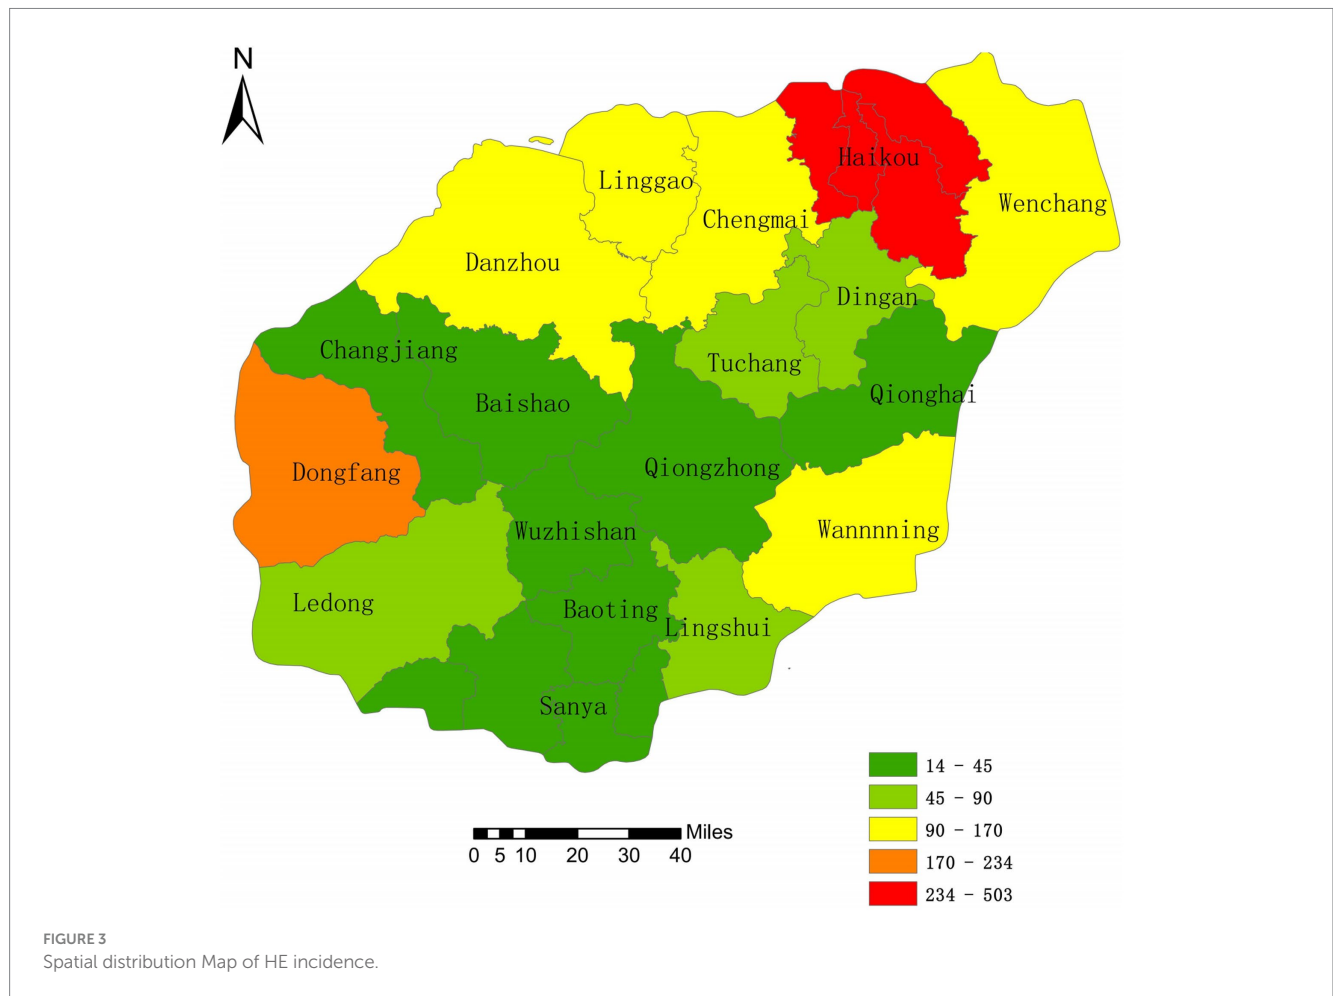 N
Haikou
Linggao
Wenchang
Chengmai
Danzhou
Dingan
Changjiang
Tuchang
Qionghai
Baishao
Qiongzhong
Dongfang
Wannnning
Wuzhishan
Ledong
Baoting
Lingshui
Sanya
14 - 45
45 - 90
90 - 170
170 - 234
234 - 503
Miles
0 5 10 20 30 40
FIGURE 3
Spatial distribution Map of HE incidence.